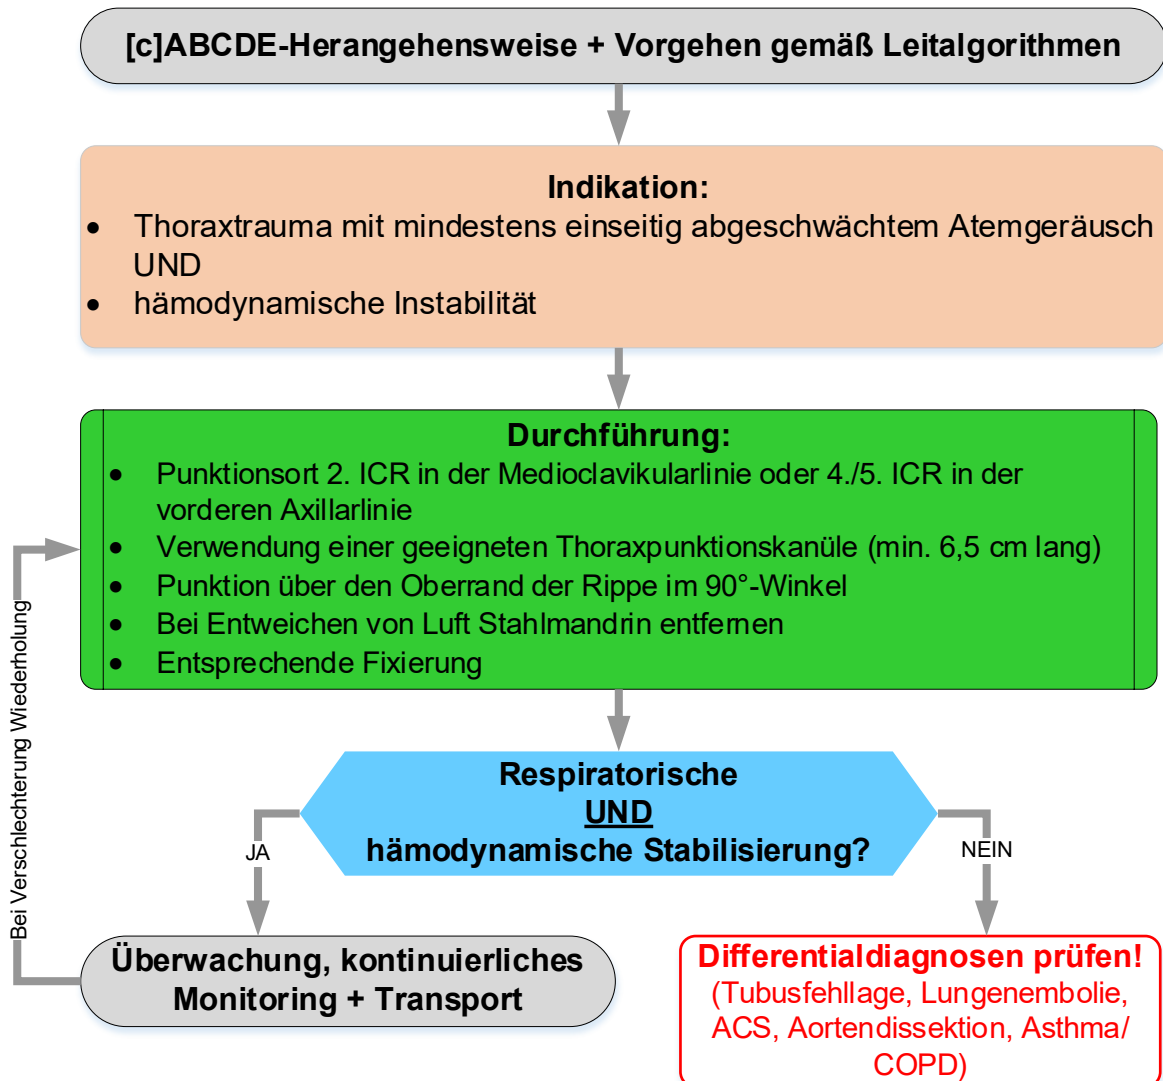 [c]ABCDE-Herangehensweise + Vorgehen gemäß Leitalgorithmen
Indikation:
• Thoraxtrauma mit mindestens einseitig abgeschwächtem Atemgeräusch
UND
• hämodynamische Instabilität
Durchführung:
• Punktionsort 2. ICR in der Medioclavikularlinie oder 4./5. ICR in der
vorderen Axillarlinie
• Verwendung einer geeigneten Thoraxpunktionskanüle (min. 6,5 cm lang)
• Punktion über den Oberrand der Rippe im 90°-Winkel
• Bei Entweichen von Luft Stahlmandrin entfernen
• Entsprechende Fixierung
Bei Verschlechterung Wiederholung
Respiratorische
UND
hämodynamische Stabilisierung?
JA
NEIN
Überwachung, kontinuierliches
Monitoring + Transport
Differentialdiagnosen prüfen!
(Tubusfehllage, Lungenembolie,
ACS, Aortendissektion, Asthma/
COPD)